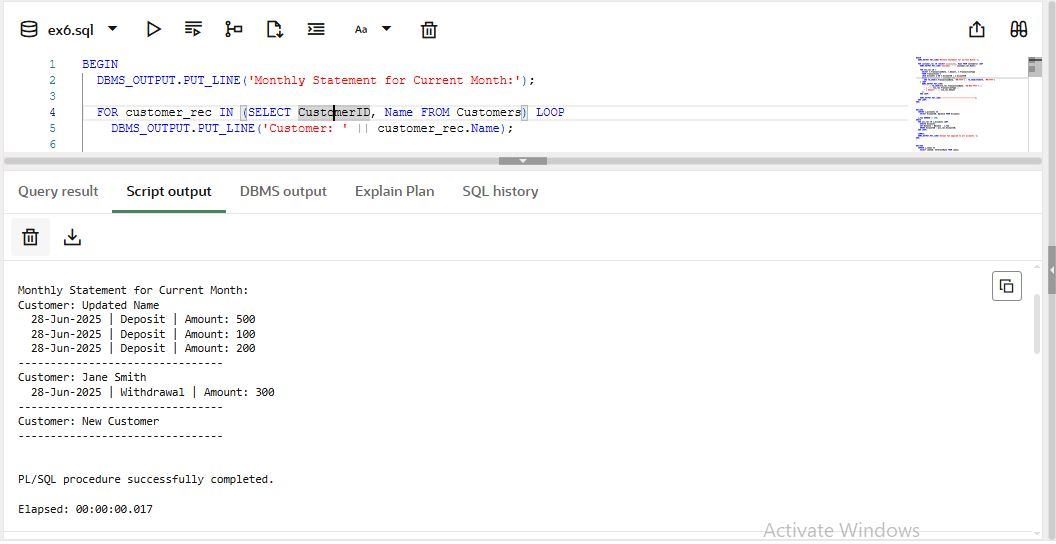 ex6.sql
Aa
1 BEGIN
2 DBMS_OUTPUT.PUT_LINE('Monthly Statement for Current Month:');
3
4 FOR customer_rec IN (SELECT CustomerID, Name FROM Customers) LOOP
5 DBMS_OUTPUT.PUT_LINE('Customer: ' || customer_rec.Name);
6
Query result Script output DBMS output Explain Plan SQL history
Monthly Statement for Current Month:
Customer: Updated Name
28-Jun-2025 | Deposit | Amount: 500
28-Jun-2025 | Deposit | Amount: 100
28-Jun-2025 | Deposit | Amount: 200
--------------------------------
Customer: Jane Smith
28-Jun-2025 | Withdrawal | Amount: 300
--------------------------------
Customer: New Customer
--------------------------------
PL/SQL procedure successfully completed.
Elapsed: 00:00:00.017
Activate Windows